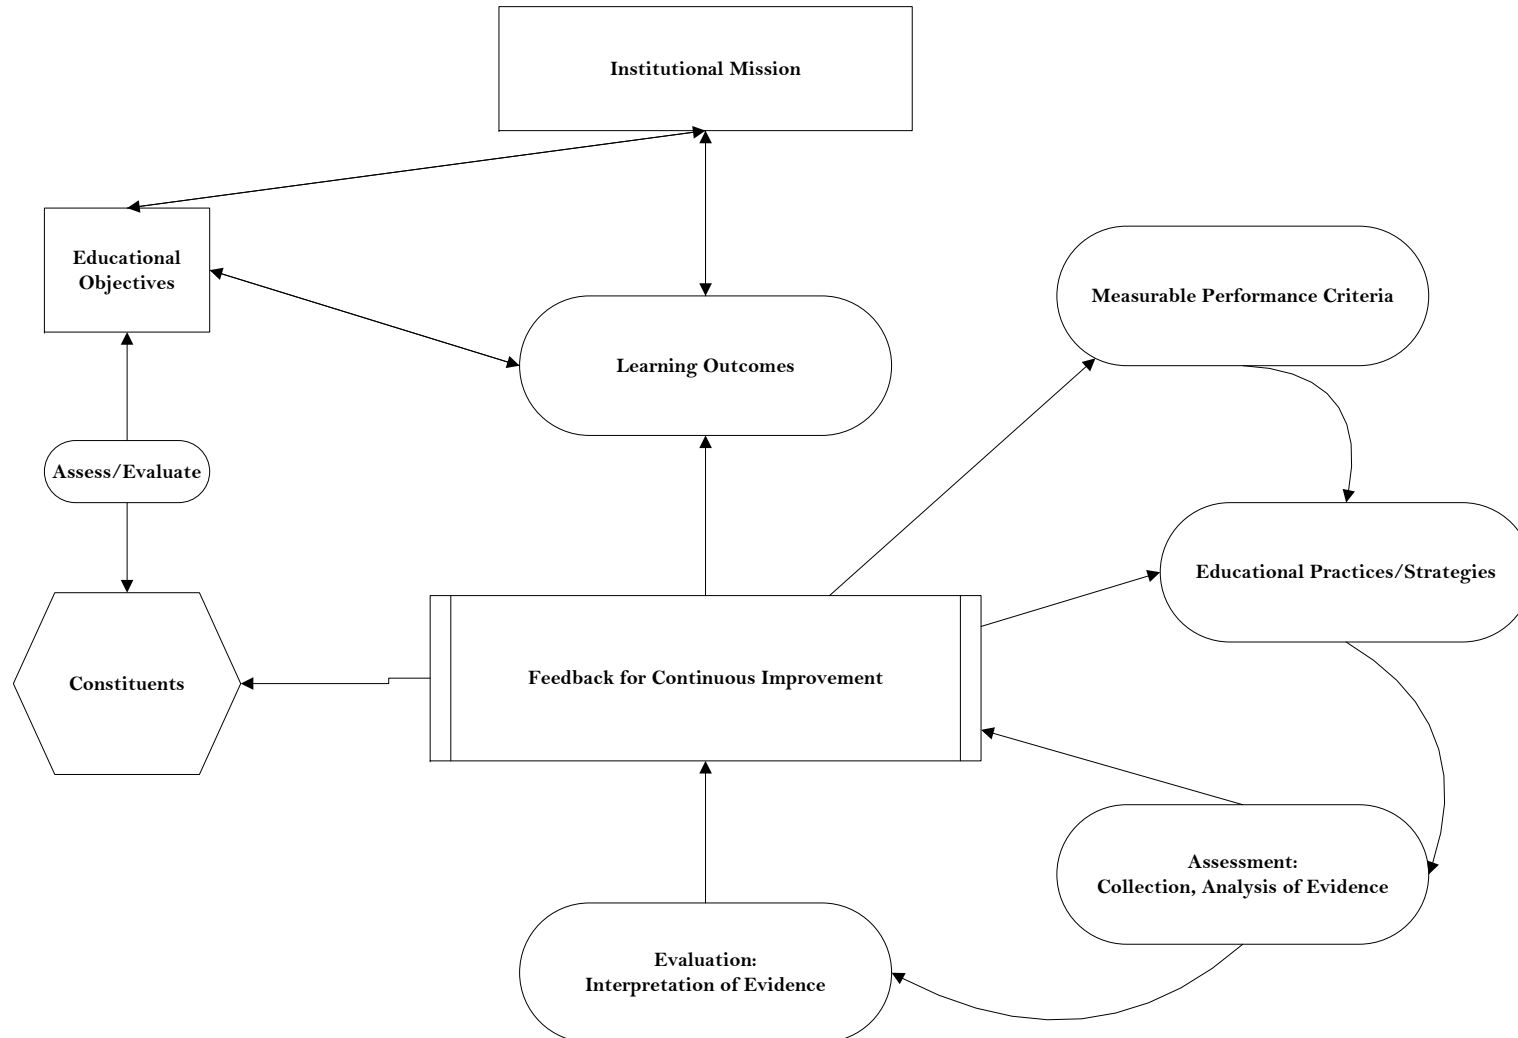 Institutional Mission
Educational
Objectives
Measurable Performance Criteria
Learning Outcomes
Assess/Evaluate
Educational Practices/Strategies
Constituents
Feedback for Continuous Improvement
Assessment:
Collection, Analysis of Evidence
Evaluation:
Interpretation of Evidence